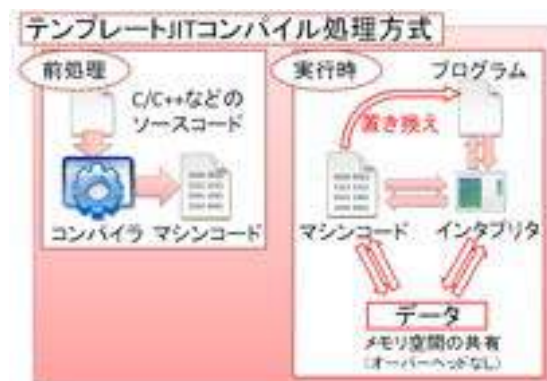 テンプレートJITコンパイル処理方式
前処理
C/C++などの
ソースコード
コンパイラ
マシンコード
実行時
プログラム
置き換え
マシンコード
インタプリタ
データ
メモリ空間の共有
(オーバーヘッドなし)